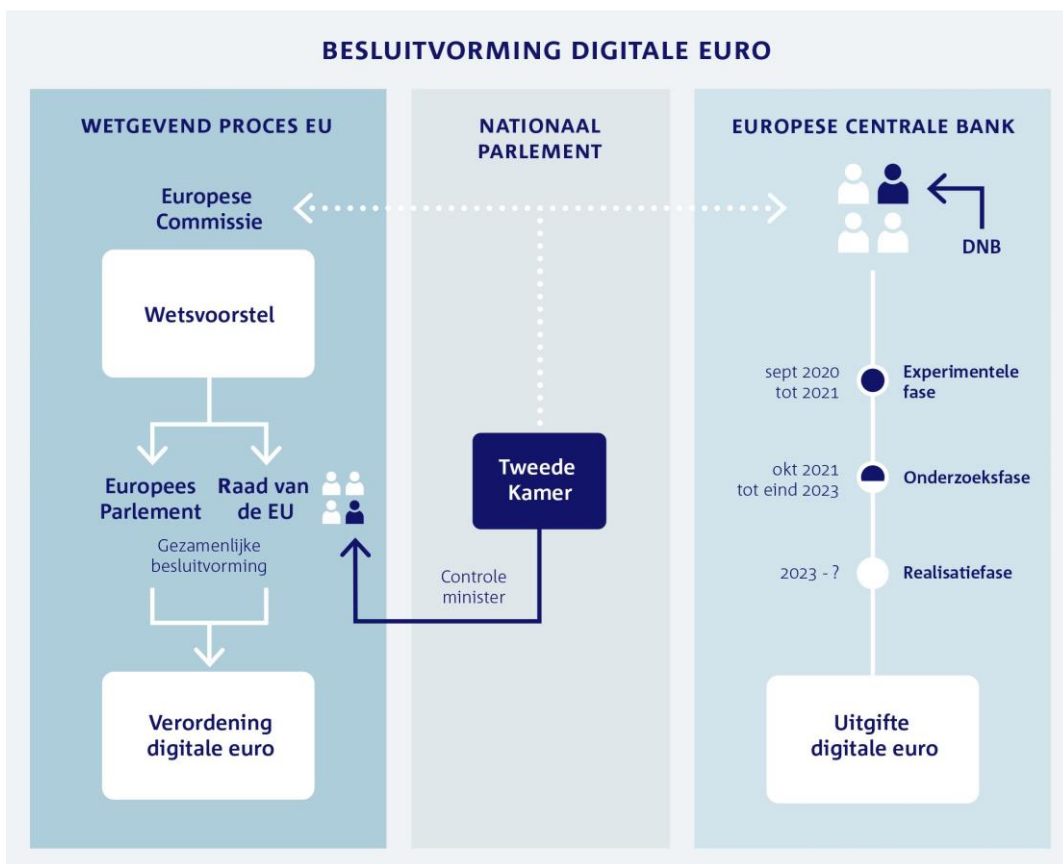 BESLUITVORMING DIGITALE EURO
WETGEVEND PROCES EU
Europese
Commissie
Wetsvoorstel
Europees
Parlement
Raad van
de EU
Gezamenlijke
besluitvorming
Verordening
digitale euro
NATIONAAL
PARLEMENT
Tweede
Kamer
Controle
minister
EUROPESE CENTRALE BANK
DNB
sept 2020
tot 2021
Experimentele
fase
okt 2021
tot eind 2023
Onderzoeksfase
2023 - ?
Realisatiefase
Uitgifte
digitale euro